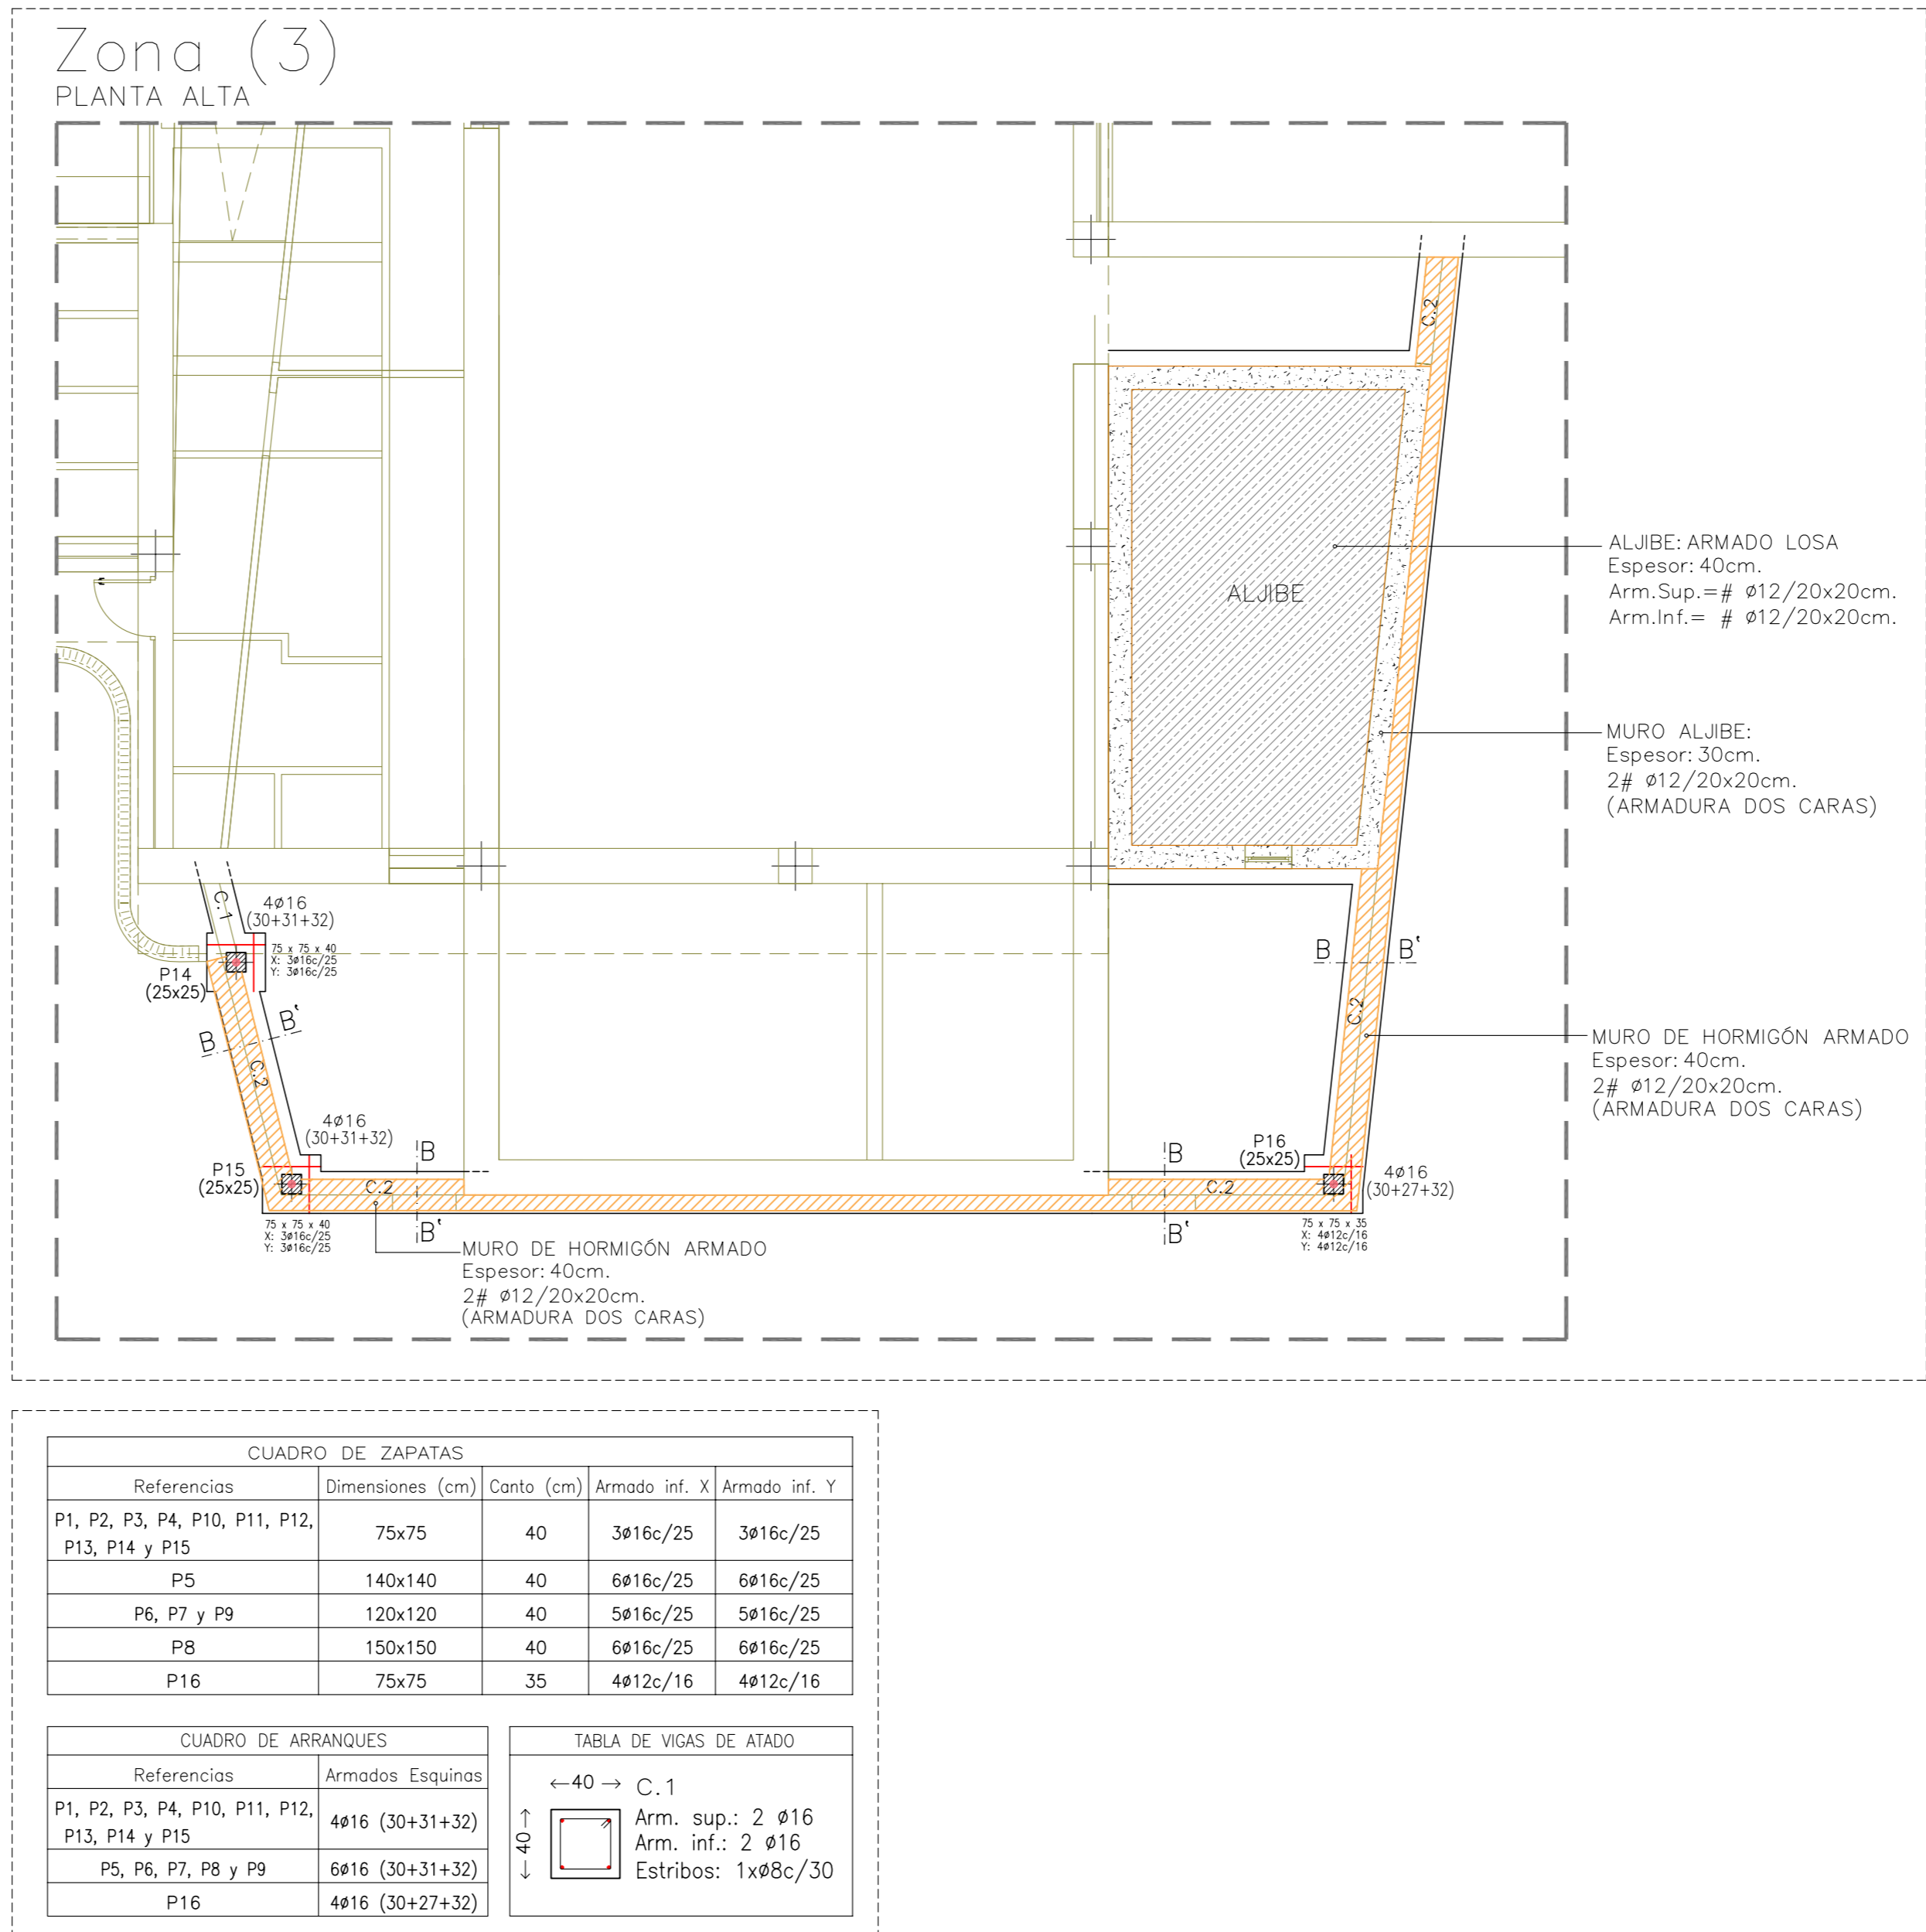 Zona (3)
PLANTA ALTA
C.2
ALJIBE: ARMADO LOSA
Espesor: 40cm.
Arm.Sup.=# ø12/20x20cm.
Arm.Inf.= # ø12/20x20cm.
ALJIBE
MURO ALJIBE:
Espesor: 30cm.
2# ø12/20x20cm.
(ARMADURA DOS CARAS)
C.1
4ø16
(30+31+32)
75 x 75 x 40
X: 3ø16c/25
Y: 3ø16c/25
P14
(25x25)
B B'
B B'
C.2
C.2
MURO DE HORMIGÓN ARMADO
Espesor: 40cm.
2# ø12/20x20cm.
(ARMADURA DOS CARAS)
4ø16
(30+31+32)
B
B
P16
(25x25)
P15
(25x25)
4ø16
(30+27+32)
C.2
C.2
75 x 75 x 40
X: 3ø16c/25
Y: 3ø16c/25
B'
B'
75 x 75 x 35
X: 4ø12c/16
Y: 4ø12c/16
MURO DE HORMIGÓN ARMADO
Espesor: 40cm.
2# ø12/20x20cm.
(ARMADURA DOS CARAS)
CUADRO DE ZAPATAS
Referencias Dimensiones (cm) Canto (cm) Armado inf. X Armado inf. Y
P1, P2, P3, P4, P10, P11, P12,
P13, P14 y P15 75x75 40 3ø16c/25 3ø16c/25
P5 140x140 40 6ø16c/25 6ø16c/25
P6, P7 y P9 120x120 40 5ø16c/25 5ø16c/25
P8 150x150 40 6ø16c/25 6ø16c/25
P16 75x75 35 4ø12c/16 4ø12c/16
CUADRO DE ARRANQUES
Referencias Armados Esquinas
P1, P2, P3, P4, P10, P11, P12,
P13, P14 y P15 4ø16 (30+31+32)
P5, P6, P7, P8 y P9 6ø16 (30+31+32)
P16 4ø16 (30+27+32)
TABLA DE VIGAS DE ATADO
←40→ C.1
←40→
Arm. sup.: 2 ø16
Arm. inf.: 2 ø16
Estribos: 1xø8c/30